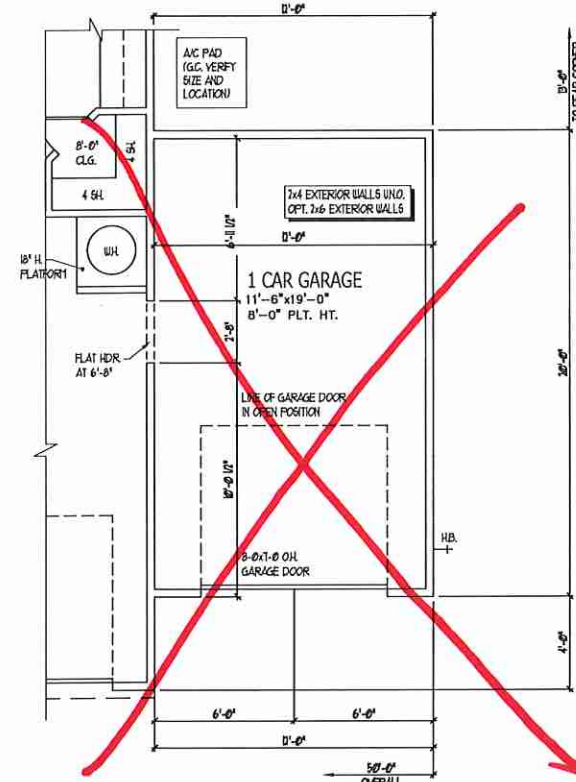 12'-0"
A/C PAD
(G.C. VERIFY
SIZE AND
LOCATION)
13'-0"
TO REAR CORNER
8'-0"
CLG.
4 SH.
4 SH.
2x4 EXTERIOR WALLS U.N.O.
OPT. 2x6 EXTERIOR WALLS
6'-11 1/2"
12'-0"
W.H.
18" H.
PLATFORM
1 CAR GARAGE
11'-6"x19'-0"
8'-0" PLT. HT.
2'-8"
20'-0"
FLAT HDR.
AT 6'-8"
LINE OF GARAGE DOOR
IN OPEN POSITION
10'-0 1/2"
H.B.
8-0x7-0 O.H.
GARAGE DOOR
4'-0"
6'-0"
6'-0"
12'-0"
50'-0"
OVERALL